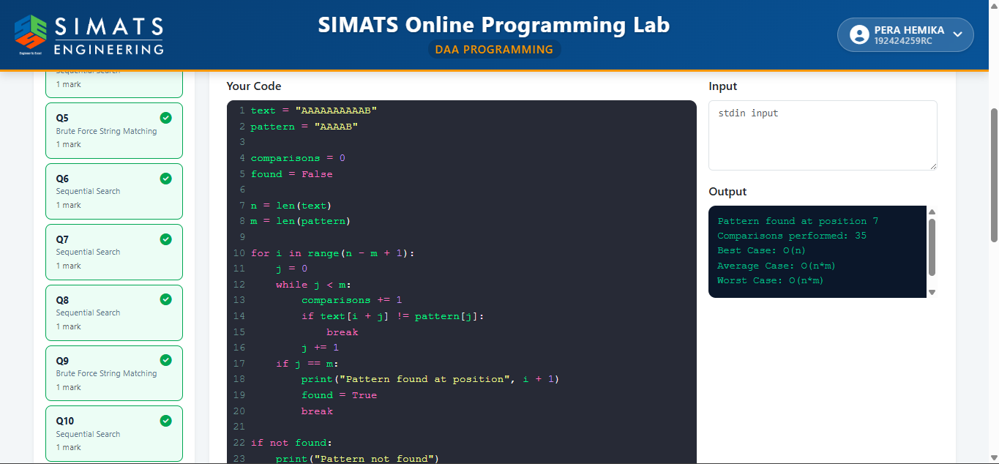 SIMATS
ENGINEERING
Engineer to Excel
SIMATS Online Programming Lab
DAA PROGRAMMING
PERA HEMIKA
192424259RC
Sequential Search
1 mark
Q5
Brute Force String Matching
1 mark
Q6
Sequential Search
1 mark
Q7
Sequential Search
1 mark
Q8
Sequential Search
1 mark
Q9
Brute Force String Matching
1 mark
Q10
Sequential Search
1 mark
Your Code
1 text = "AAAAAAAAAAB"
2 pattern = "AAAAB"
3
4 comparisons = 0
5 found = False
6
7 n = len(text)
8 m = len(pattern)
9
10 for i in range(n - m + 1):
11     j = 0
12     while j < m:
13         comparisons += 1
14         if text[i + j] != pattern[j]:
15             break
16         j += 1
17     if j == m:
18         print("Pattern found at position", i + 1)
19         found = True
20         break
21
22 if not found:
23     print("Pattern not found")
Input
stdin input
Output
Pattern found at position 7
Comparisons performed: 35
Best Case: O(n)
Average Case: O(n*m)
Worst Case: O(n*m)